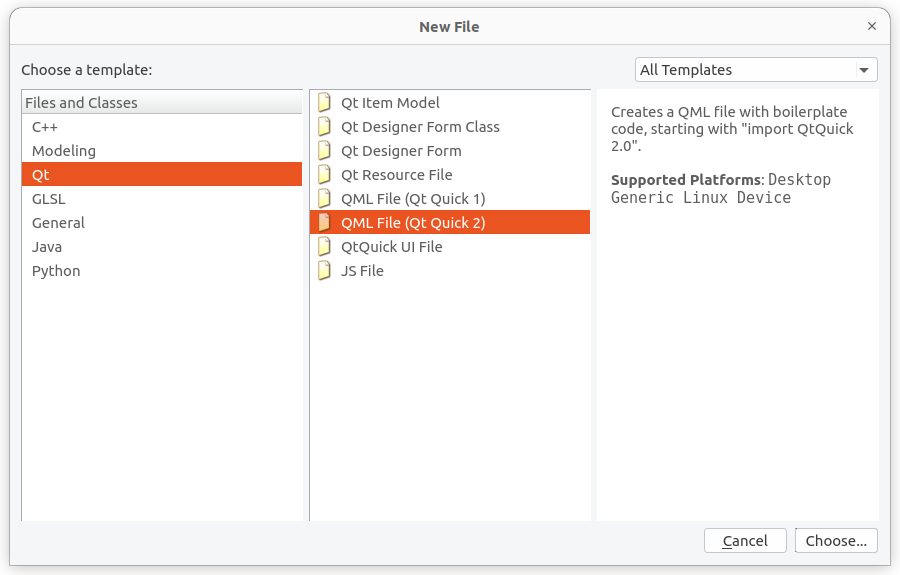 New File
Choose a template:
All Templates
Files and Classes
C++
Modeling
Qt
GLSL
General
Java
Python
Qt Item Model
Qt Designer Form Class
Qt Designer Form
Qt Resource File
QML File (Qt Quick 1)
QML File (Qt Quick 2)
QtQuick UI File
JS File
Creates a QML file with boilerplate
code, starting with "import QtQuick
2.0".
Supported Platforms: Desktop
Generic Linux Device
Cancel
Choose...